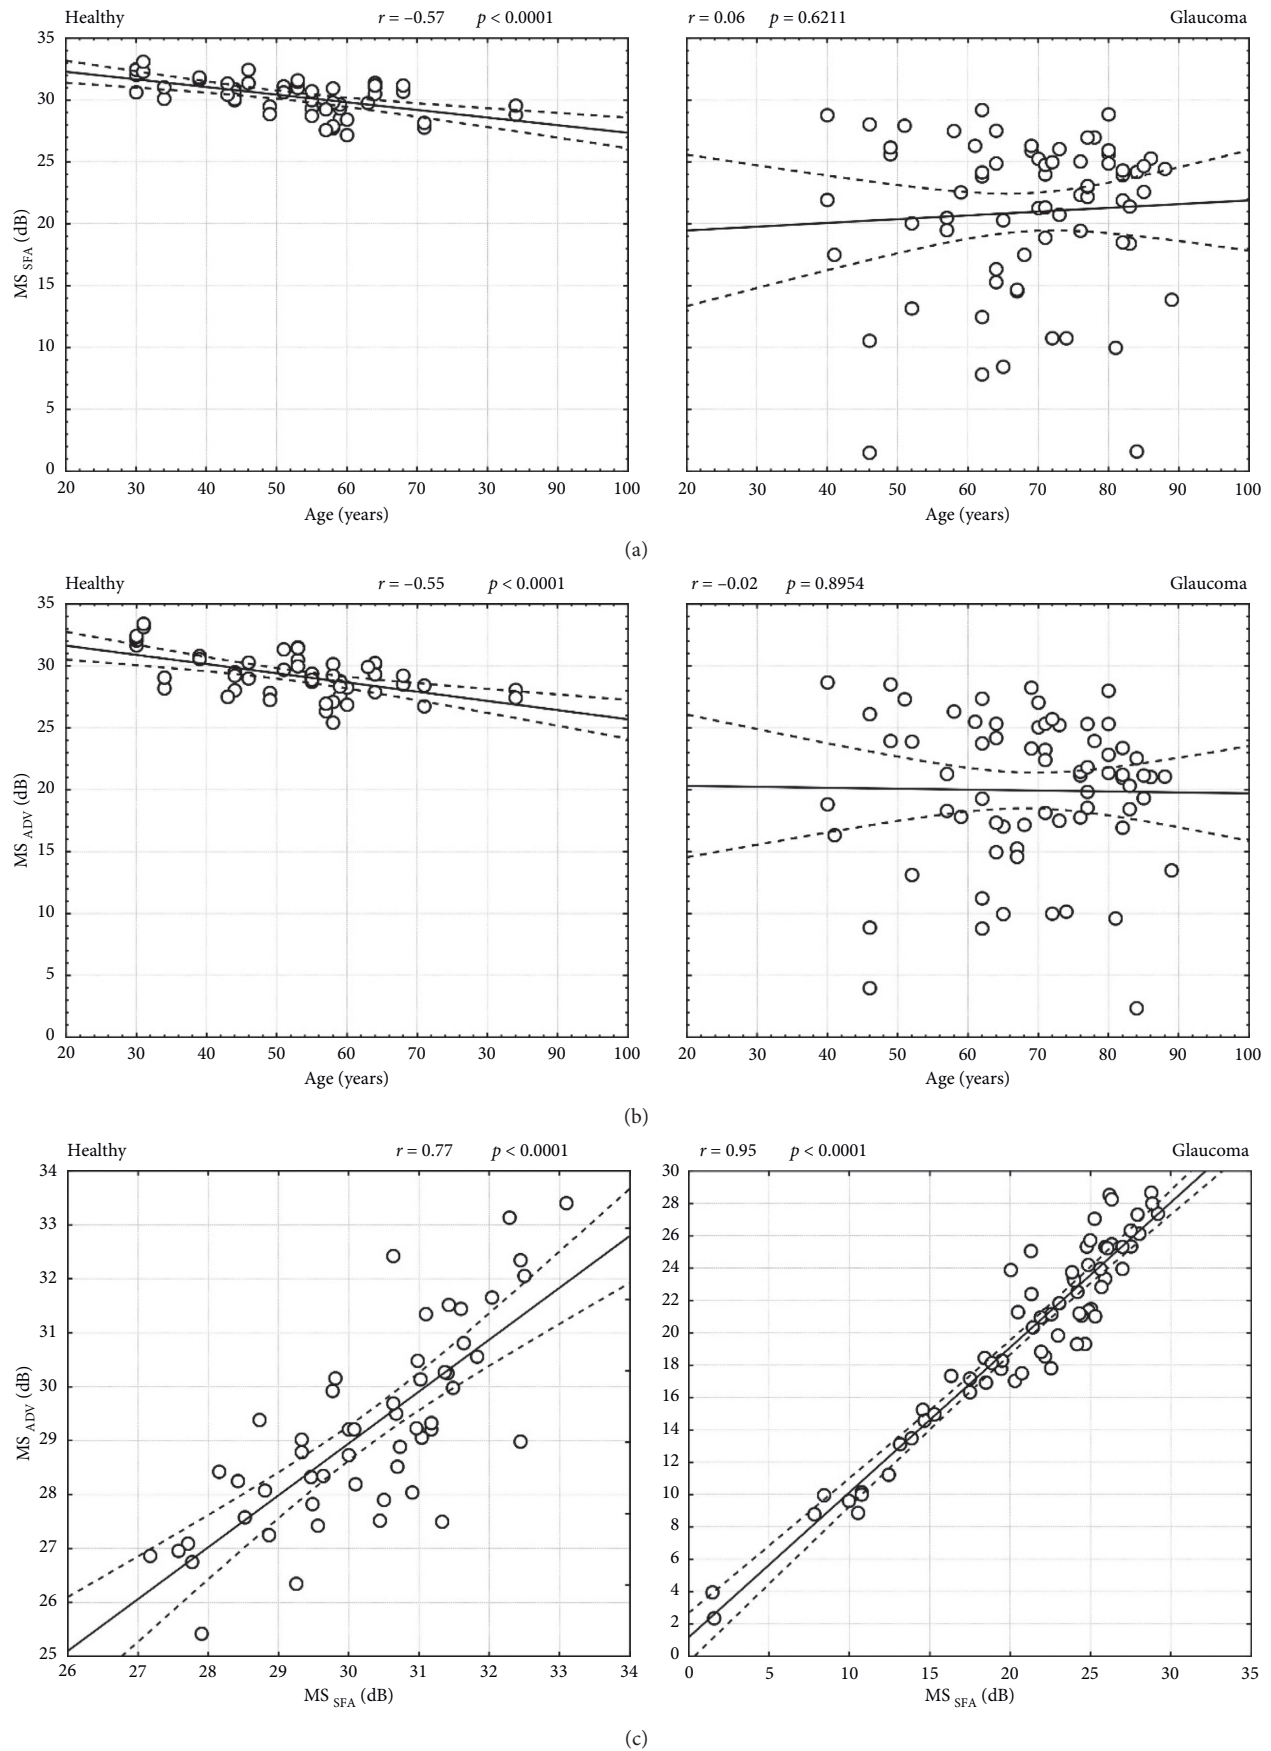 Healthy r = –0.57 p < 0.0001
35
30
25
20
15
10
5
0
MS SFA (dB)
20 30 40 50 60 70 30 90 100
Age (years)
r = 0.06 p = 0.6211 Glaucoma
20 30 40 50 60 70 80 90 100
Age (years)
(a)
Healthy r = –0.55 p < 0.0001
35
30
25
20
15
10
5
0
MS ADV (dB)
20 30 40 50 60 70 30 90 100
Age (years)
r = –0.02 p = 0.8954 Glaucoma
20 30 40 50 60 70 80 90 100
Age (years)
(b)
Healthy r = 0.77 p < 0.0001
34
33
32
31
30
29
28
27
26
25
MS ADV (dB)
26 27 28 29 30 31 32 33 34
MS SFA (dB)
r = 0.95 p < 0.0001 Glaucoma
30
28
26
24
22
20
18
16
14
12
10
8
6
4
2
0
0 5 10 15 20 25 30 35
MS SFA (dB)
(c)